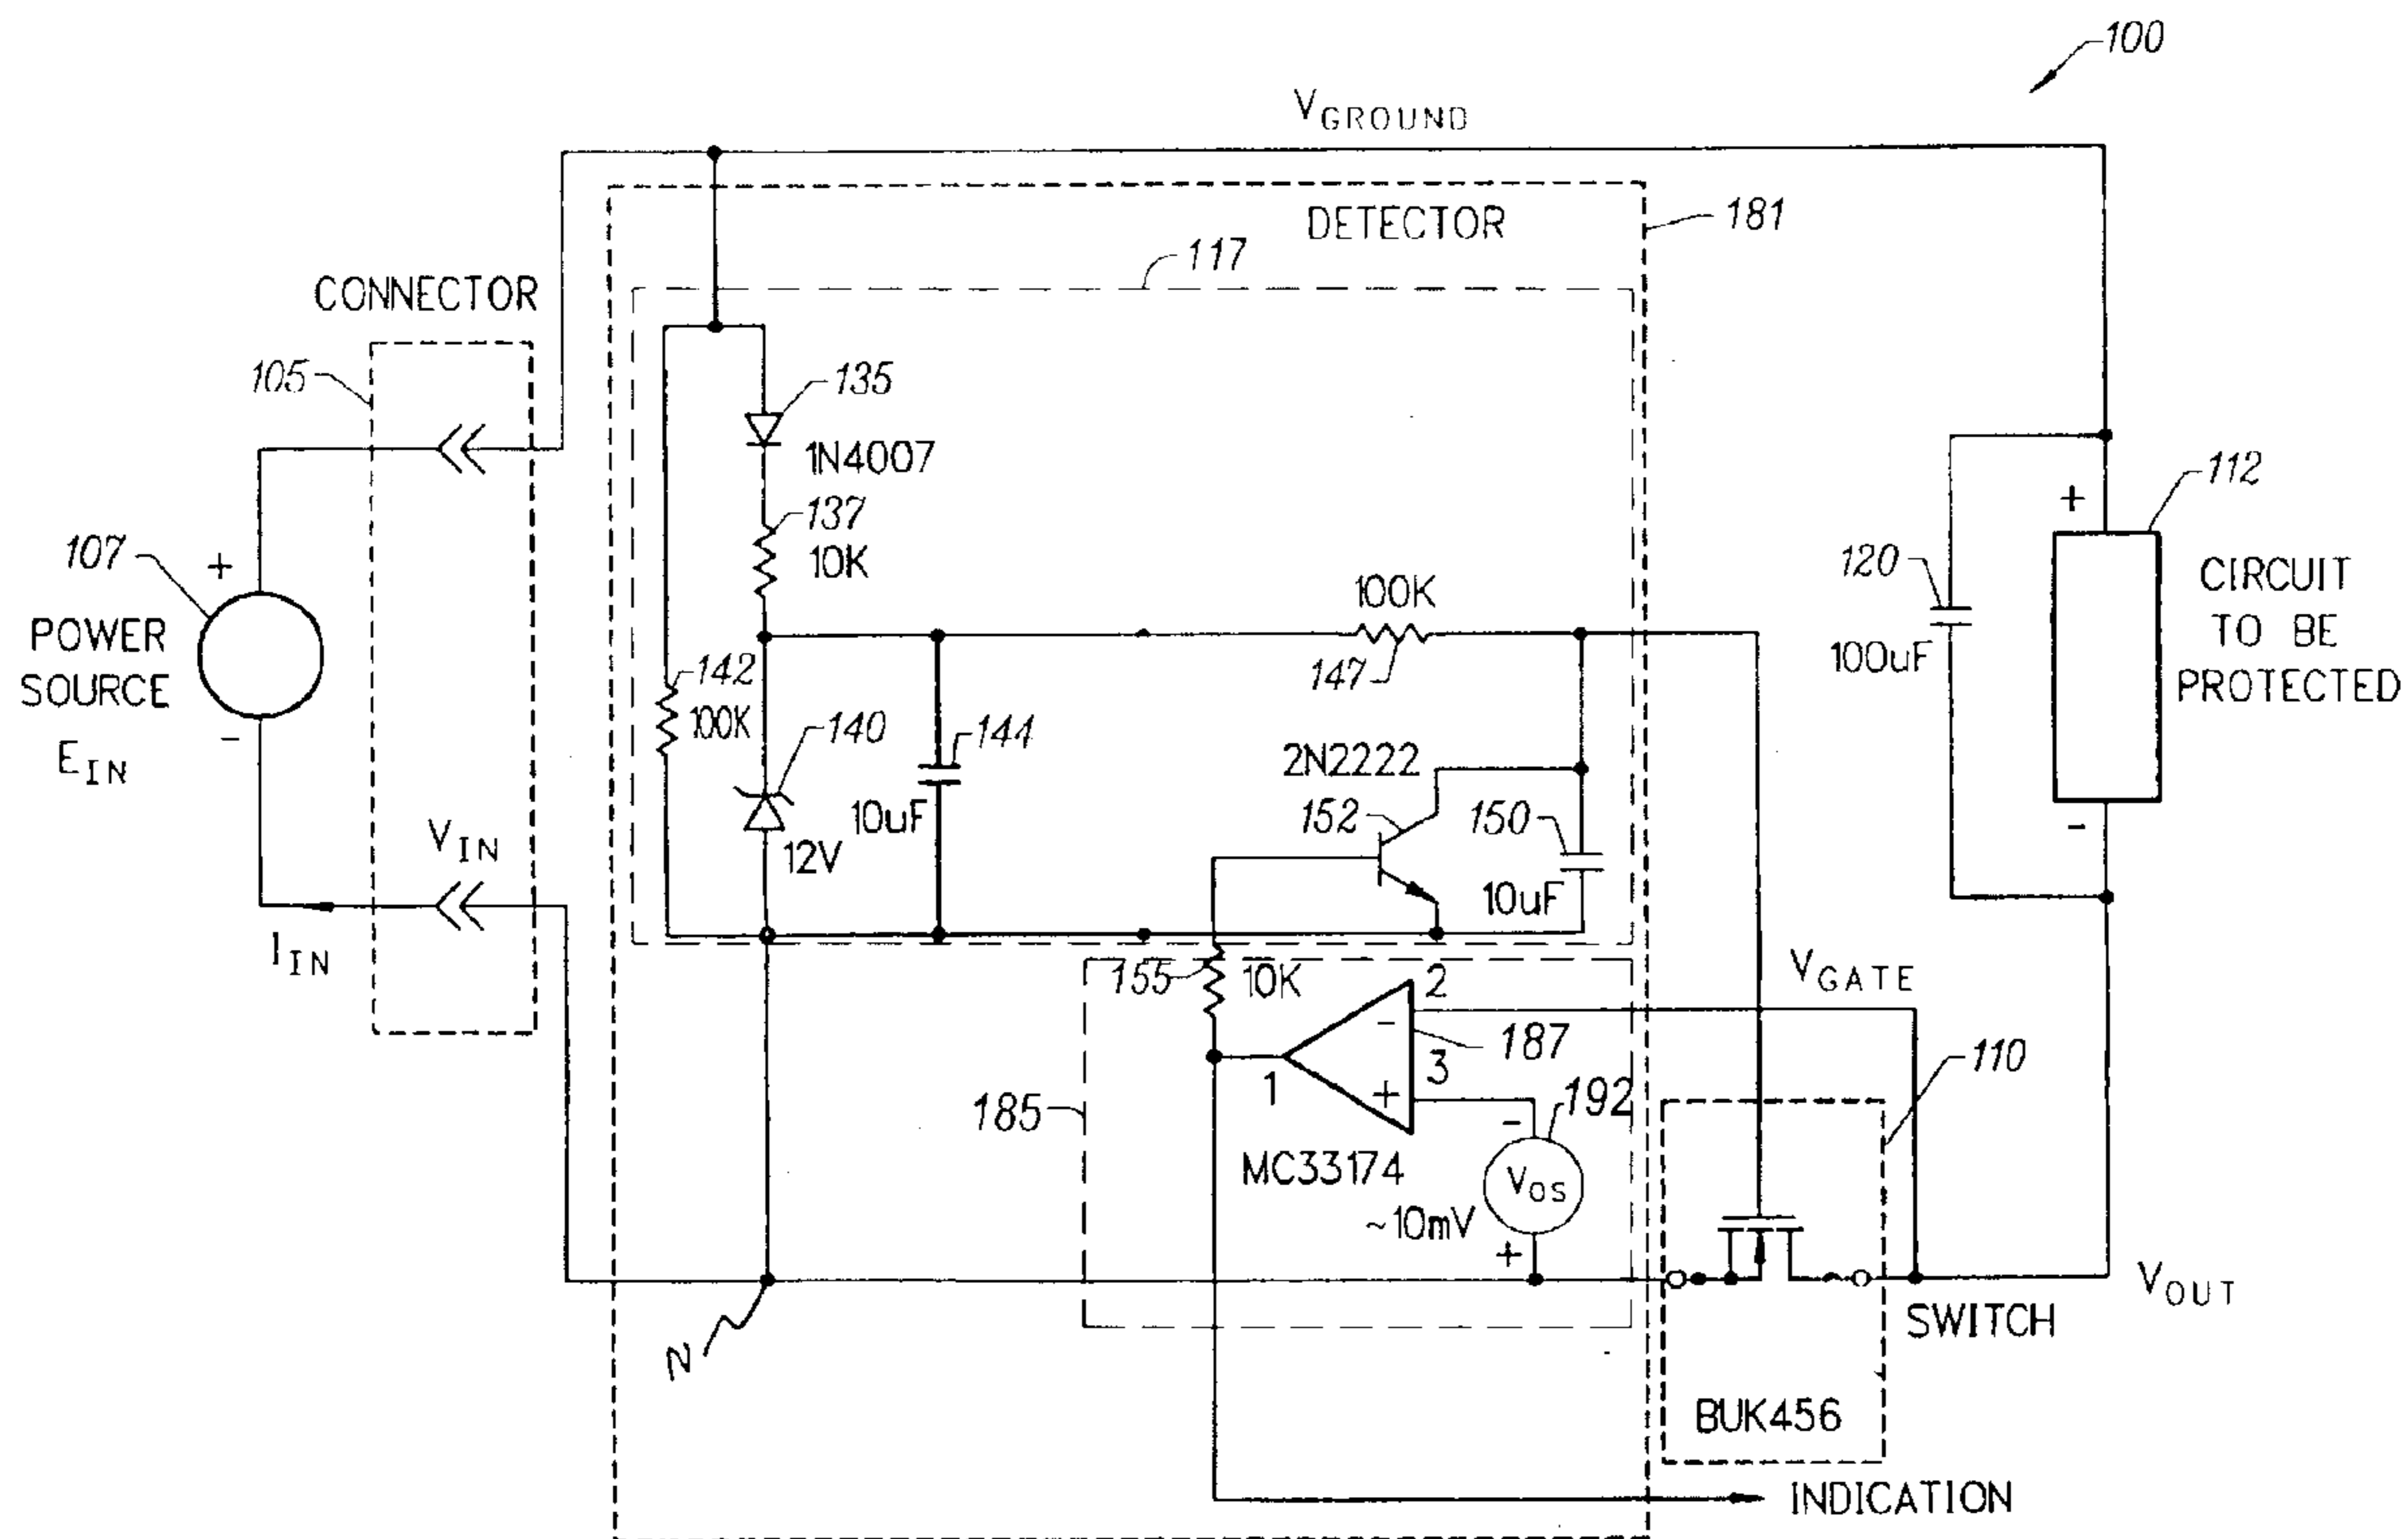 100
VGROUND
DETECTOR
181
117
CONNECTOR
105
135
1N4007
137
10K
107
+
POWER
SOURCE
EIN
-
100K
147
142
100K
140
12V
144
10uF
2N2222
152
150
10uF
120
100uF
+
112
-
CIRCUIT
TO BE
PROTECTED
VIN
IIN
155
10K
2
-
187
3
+
1
MC33174
185
192
-
VOS
~10mV
+
VGATE
110
VOUT
SWITCH
BUK456
N
INDICATION